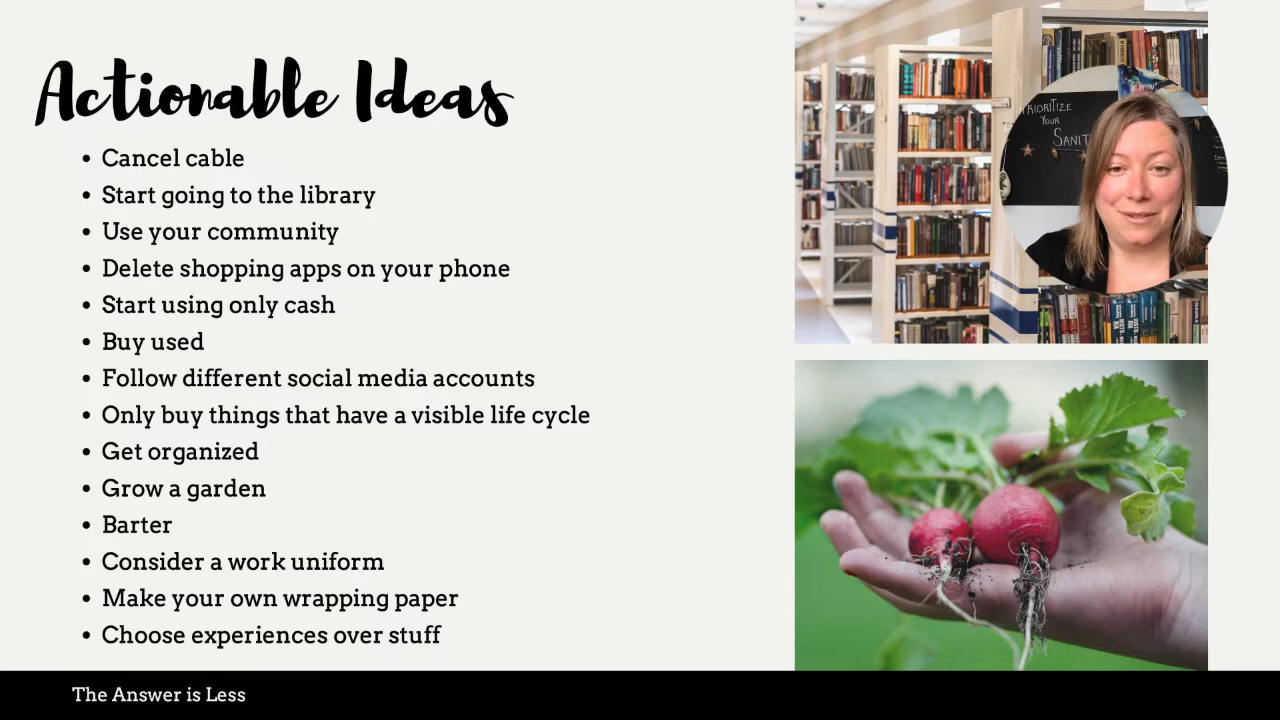 Actionable Ideas
• Cancel cable
• Start going to the library
• Use your community
• Delete shopping apps on your phone
• Start using only cash
• Buy used
• Follow different social media accounts
• Only buy things that have a visible life cycle
• Get organized
• Grow a garden
• Barter
• Consider a work uniform
• Make your own wrapping paper
• Choose experiences over stuff
PRIORITIZE
YOUR
SANIT
The Answer is Less